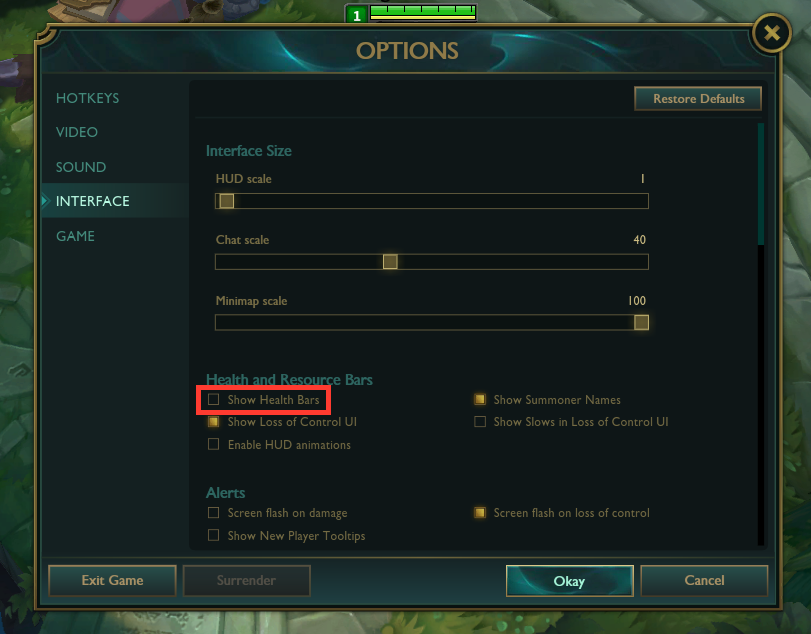 1
OPTIONS
HOTKEYS
VIDEO
SOUND
INTERFACE
GAME
Restore Defaults
Interface Size
HUD scale 1
Chat scale 40
Minimap scale 100
Health and Resource Bars
Show Health Bars Show Summoner Names
Show Loss of Control UI Show Slows in Loss of Control UI
Enable HUD animations
Alerts
Screen flash on damage Screen flash on loss of control
Show New Player Tooltips
Exit Game Surrender Okay Cancel